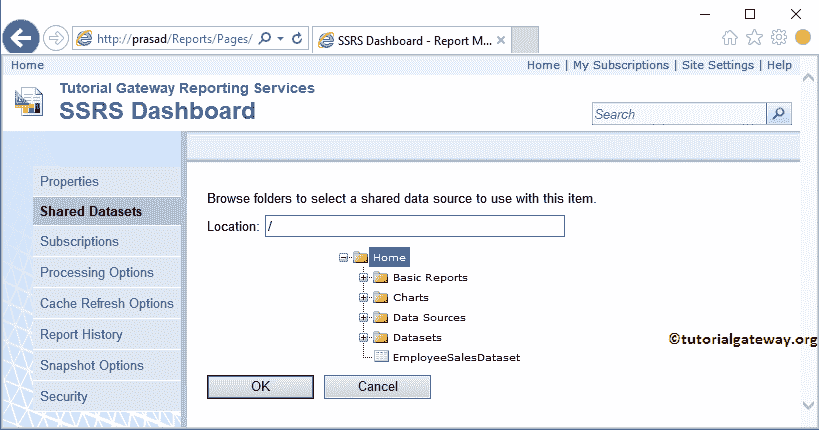 http://prasad/Reports/Pages/
SSRS Dashboard - Report M...
Home
Home | My Subscriptions | Site Settings | Help
Tutorial Gateway Reporting Services
SSRS Dashboard
Search
Properties
Shared Datasets
Subscriptions
Processing Options
Cache Refresh Options
Report History
Snapshot Options
Security
Browse folders to select a shared data source to use with this item.
Location: /
Home
Basic Reports
Charts
Data Sources
Datasets
EmployeeSalesDataset
©tutorialgateway.org
OK
Cancel